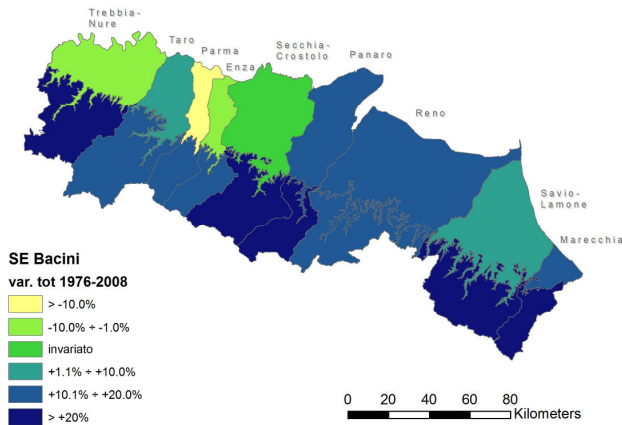 Trebbia-
Nure
Taro
Parma
Enza
Secchia-
Crostolo
Panaro
Reno
Savio-
Lamone
Marecchia
SE Bacini
var. tot 1976-2008
> -10.0%
-10.0% ÷ -1.0%
invariato
+1.1% ÷ +10.0%
+10.1% ÷ +20.0%
> +20%
0 20 40 60 80
Kilometers